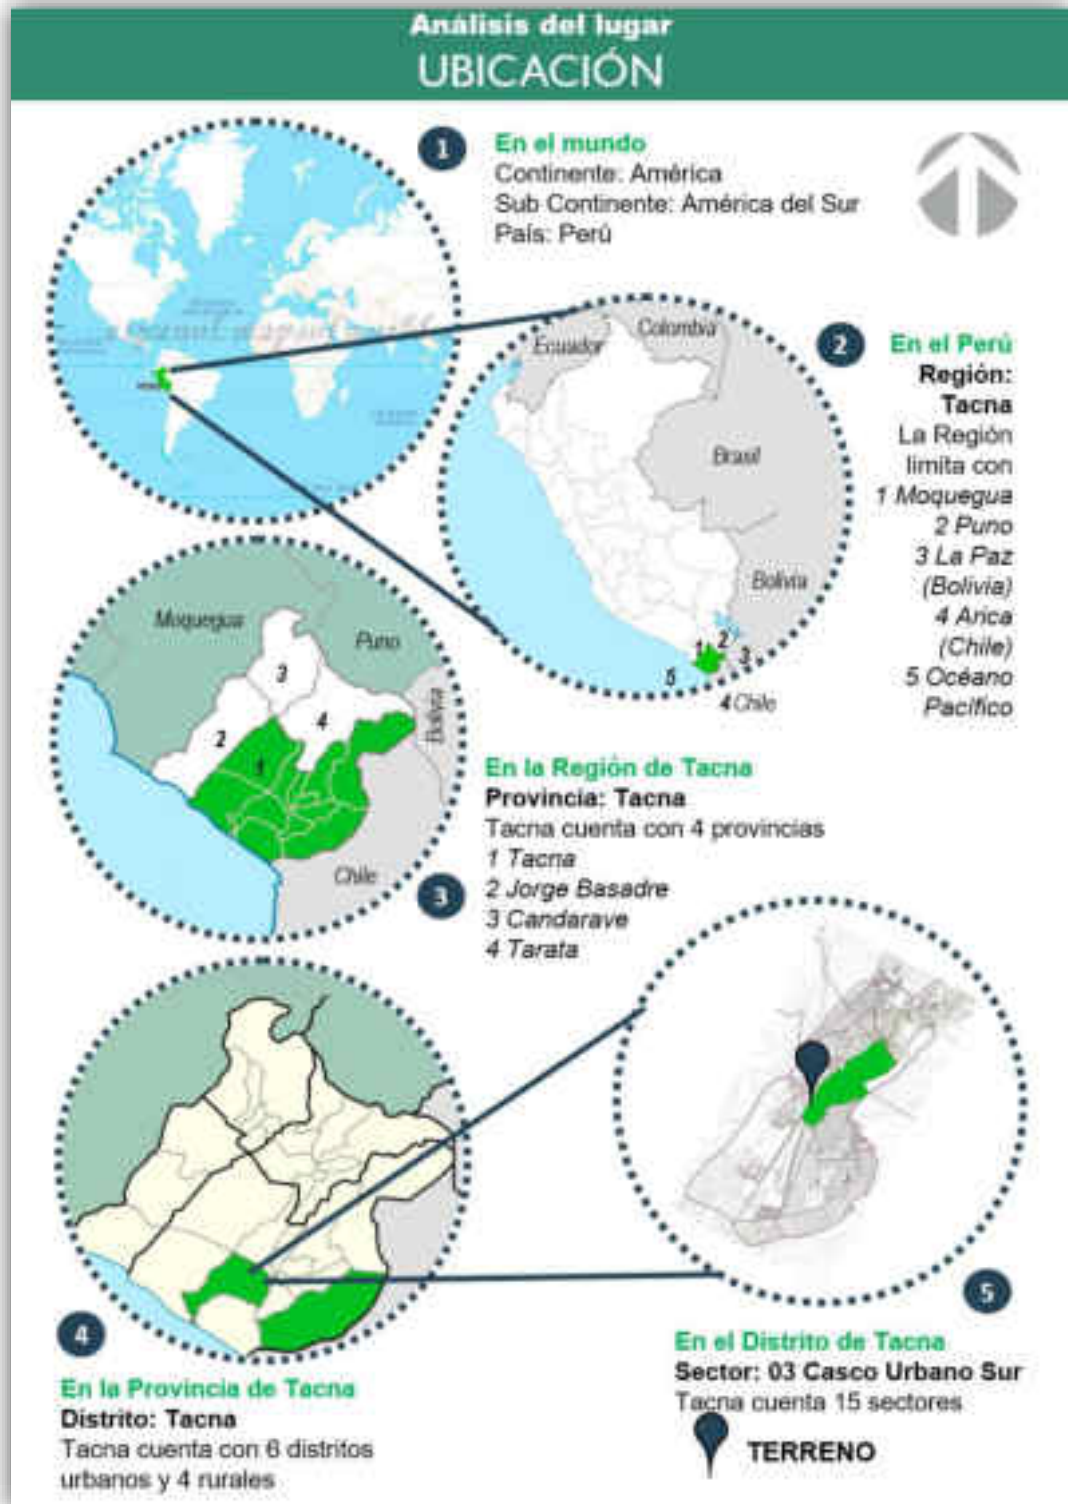 Análisis del lugar
UBICACIÓN
1
En el mundo
Continente: América
Sub Continente: América del Sur
País: Perú
Ecuador
Colombia
Brasil
Bolivia
1
2
3
5
4 Chile
2
En el Perú
Región:
Tacna
La Región
limita con
1 Moquegua
2 Puno
3 La Paz
(Bolivia)
4 Arica
(Chile)
5 Océano
Pacífico
Moquegua
Puno
Bolivia
Chile
3
2
4
1
3
En la Región de Tacna
Provincia: Tacna
Tacna cuenta con 4 provincias
1 Tacna
2 Jorge Basadre
3 Candarave
4 Tarata
4
En la Provincia de Tacna
Distrito: Tacna
Tacna cuenta con 6 distritos
urbanos y 4 rurales
5
En el Distrito de Tacna
Sector: 03 Casco Urbano Sur
Tacna cuenta 15 sectores
TERRENO